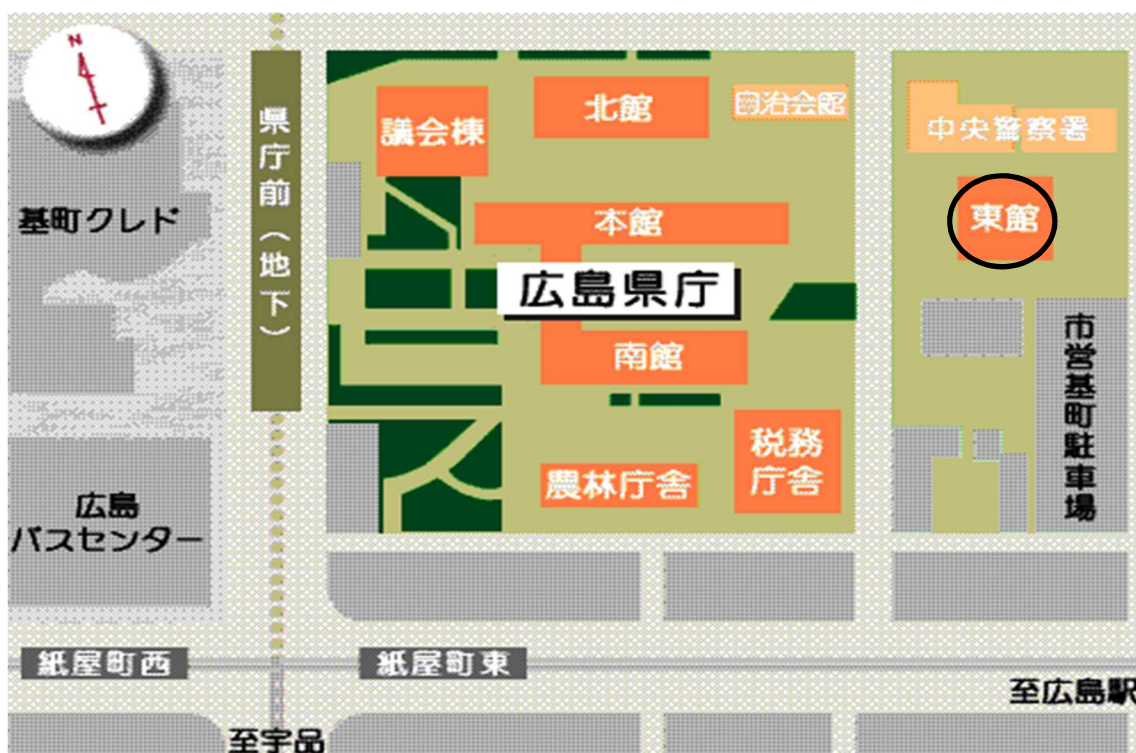 N
県庁前（地下）
議会棟
北館
自治会館
中央警察署
基町クレド
本館
東館
広島県庁
南館
市営基町駐車場
税務
庁舎
農林庁舎
広島
バスセンター
紙屋町西
紙屋町東
至広島駅
至宇品